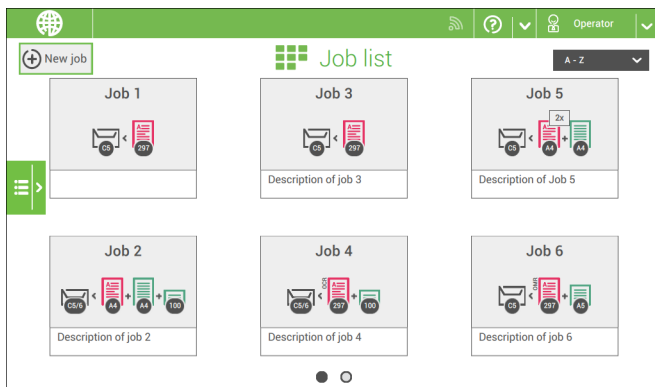 Operator
New job
Job list
A - Z
Job 1
C5
297
Job 3
C5
297
Description of job 3
Job 5
2x
C5
A4
+
A4
Description of Job 5
Job 2
C5/6
A4
+
A4
+
100
Description of job 2
Job 4
OCR
C5/6
297
+
100
Description of job 4
Job 6
OMR
C5
297
+
A5
Description of job 6